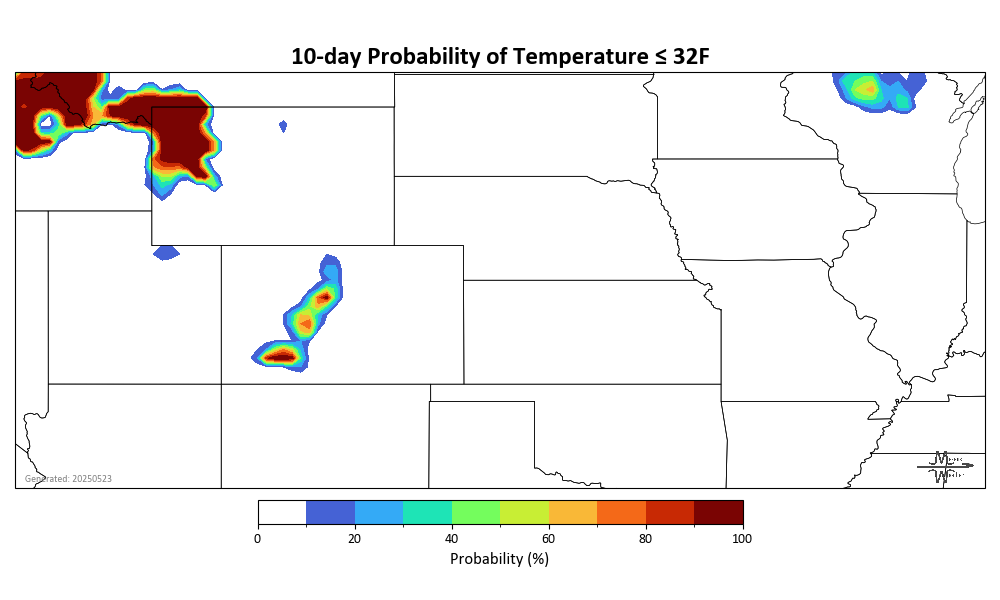 10-day Probability of Temperature ≤ 32F
Generated: 20250523
0 20 40 60 80 100
Probability (%)